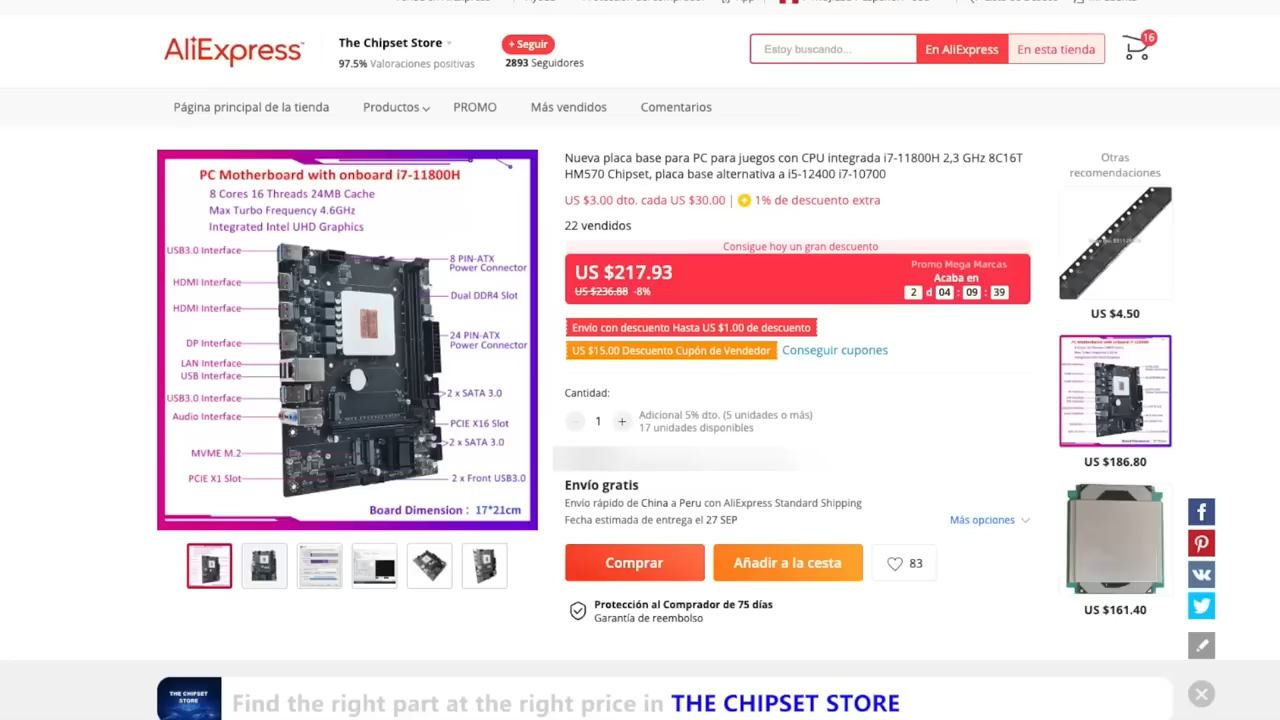 AliExpress
The Chipset Store
97.5% Valoraciones positivas
+ Seguir
2893 Seguidores
Estoy buscando...
En AliExpress
En esta tienda
16
Página principal de la tienda
Productos
PROMO
Más vendidos
Comentarios
PC Motherboard with onboard i7-11800H
8 Cores 16 Threads 24MB Cache
Max Turbo Frequency 4.6GHz
Integrated Intel UHD Graphics
USB3.0 Interface
HDMI Interface
HDMI Interface
DP Interface
LAN Interface
USB Interface
USB3.0 Interface
Audio Interface
MVME M.2
PCIE X1 Slot
8 PIN-ATX
Power Connector
Dual DDR4 Slot
24 PIN-ATX
Power Connector
2 x SATA 3.0
PCIE X16 Slot
2 x SATA 3.0
2 x Front USB3.0
Board Dimension : 17*21cm
Nueva placa base para PC para juegos con CPU integrada i7-11800H 2,3 GHz 8C16T
HM570 Chipset, placa base alternativa a i5-12400 i7-10700
US $3.00 dto. cada US $30.00 | 1% de descuento extra
22 vendidos
Consigue hoy un gran descuento
US $217.93
US $236.88 -8%
Promo Mega Marcas
Acaba en
2 d 04 : 09 : 39
Envío con descuento Hasta US $1.00 de descuento
US $15.00 Descuento Cupón de Vendedor
Conseguir cupones
Cantidad:
1
Adicional 5% dto. (5 unidades o más)
17 unidades disponibles
Envío gratis
Envío rápido de China a Peru con AliExpress Standard Shipping
Fecha estimada de entrega el 27 SEP
Más opciones
Comprar
Añadir a la cesta
83
Protección al Comprador de 75 días
Garantía de reembolso
Otras
recomendaciones
US $4.50
US $186.80
US $161.40
THE CHIPSET
STORE
Find the right part at the right price in THE CHIPSET STORE